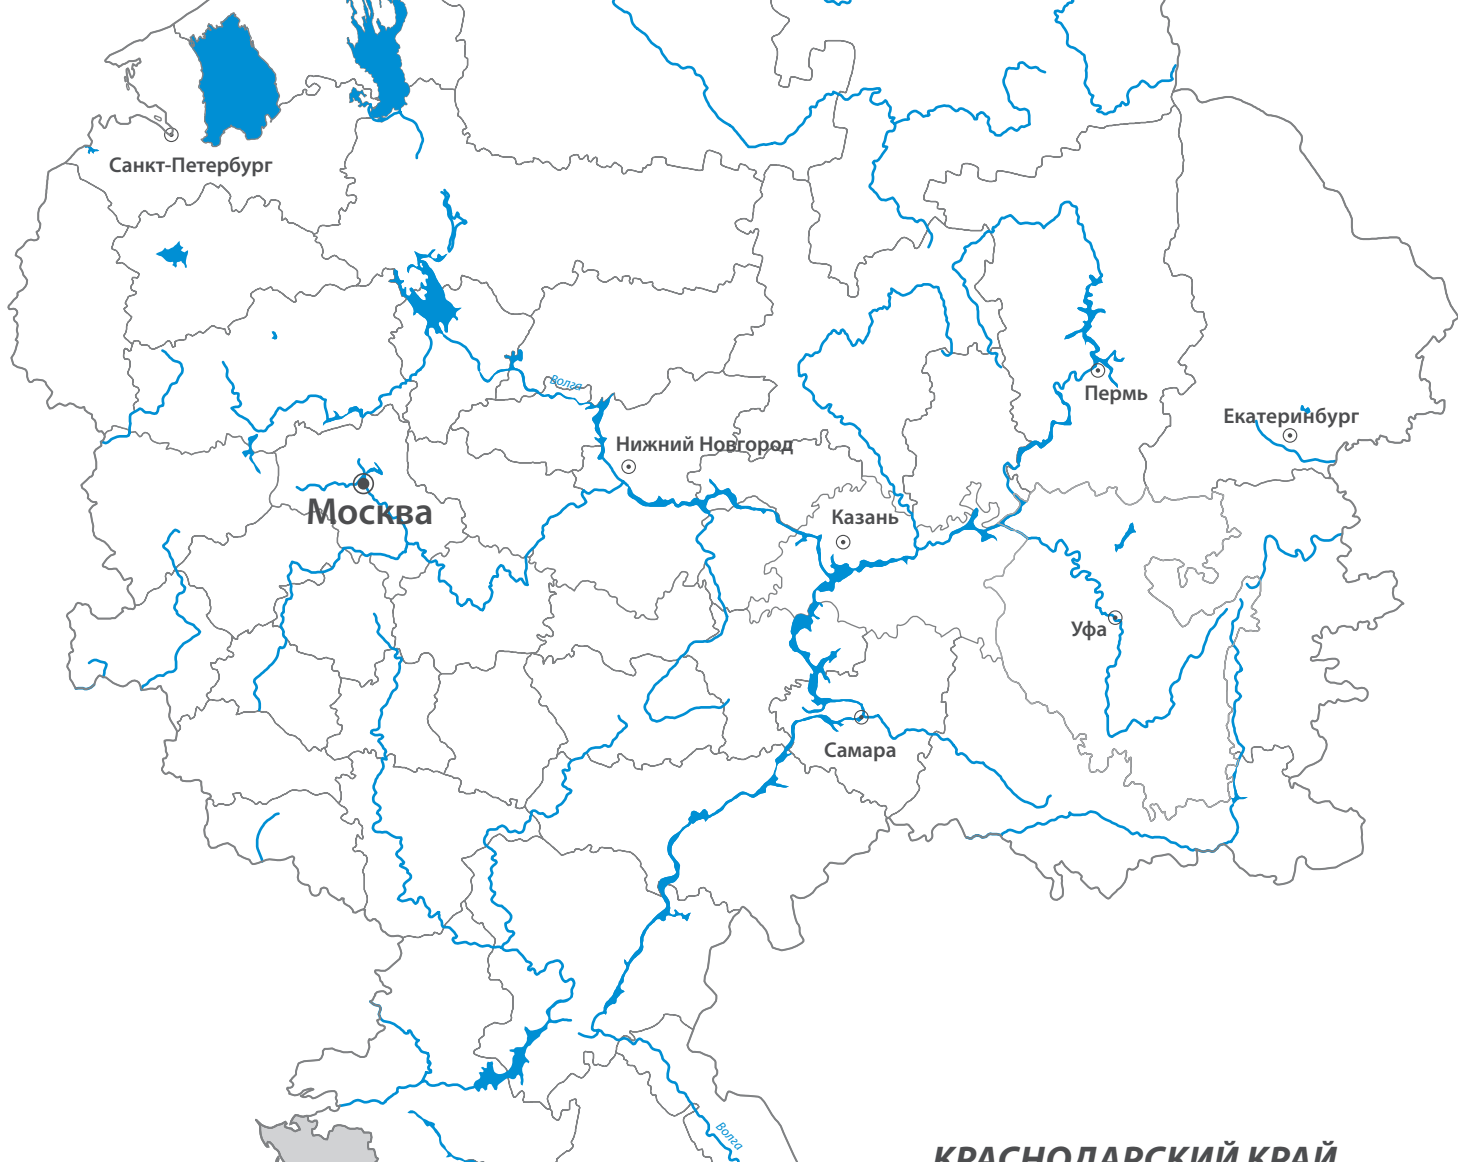 Санкт-Петербург
Волга
Пермь
Екатеринбург
Нижний Новгород
Москва
Казань
Уфа
Самара
Волга
КРАСНОДАРСКИЙ КРАЙ